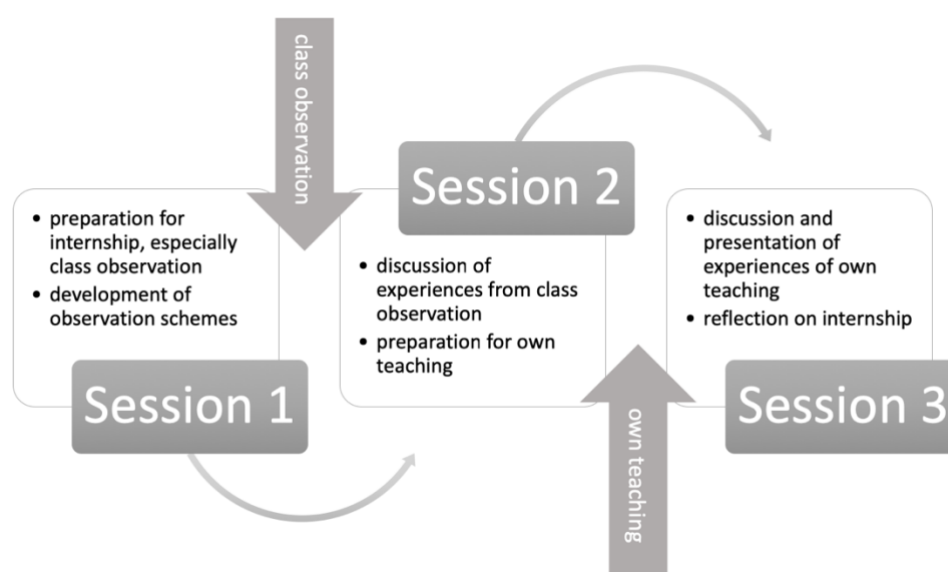 • preparation for
internship, especially
class observation
• development of
observation schemes
Session 1
class observation
Session 2
• discussion of
experiences from class
observation
• preparation for own
teaching
own teaching
• discussion and
presentation of
experiences of own
teaching
• reflection on internship
Session 3